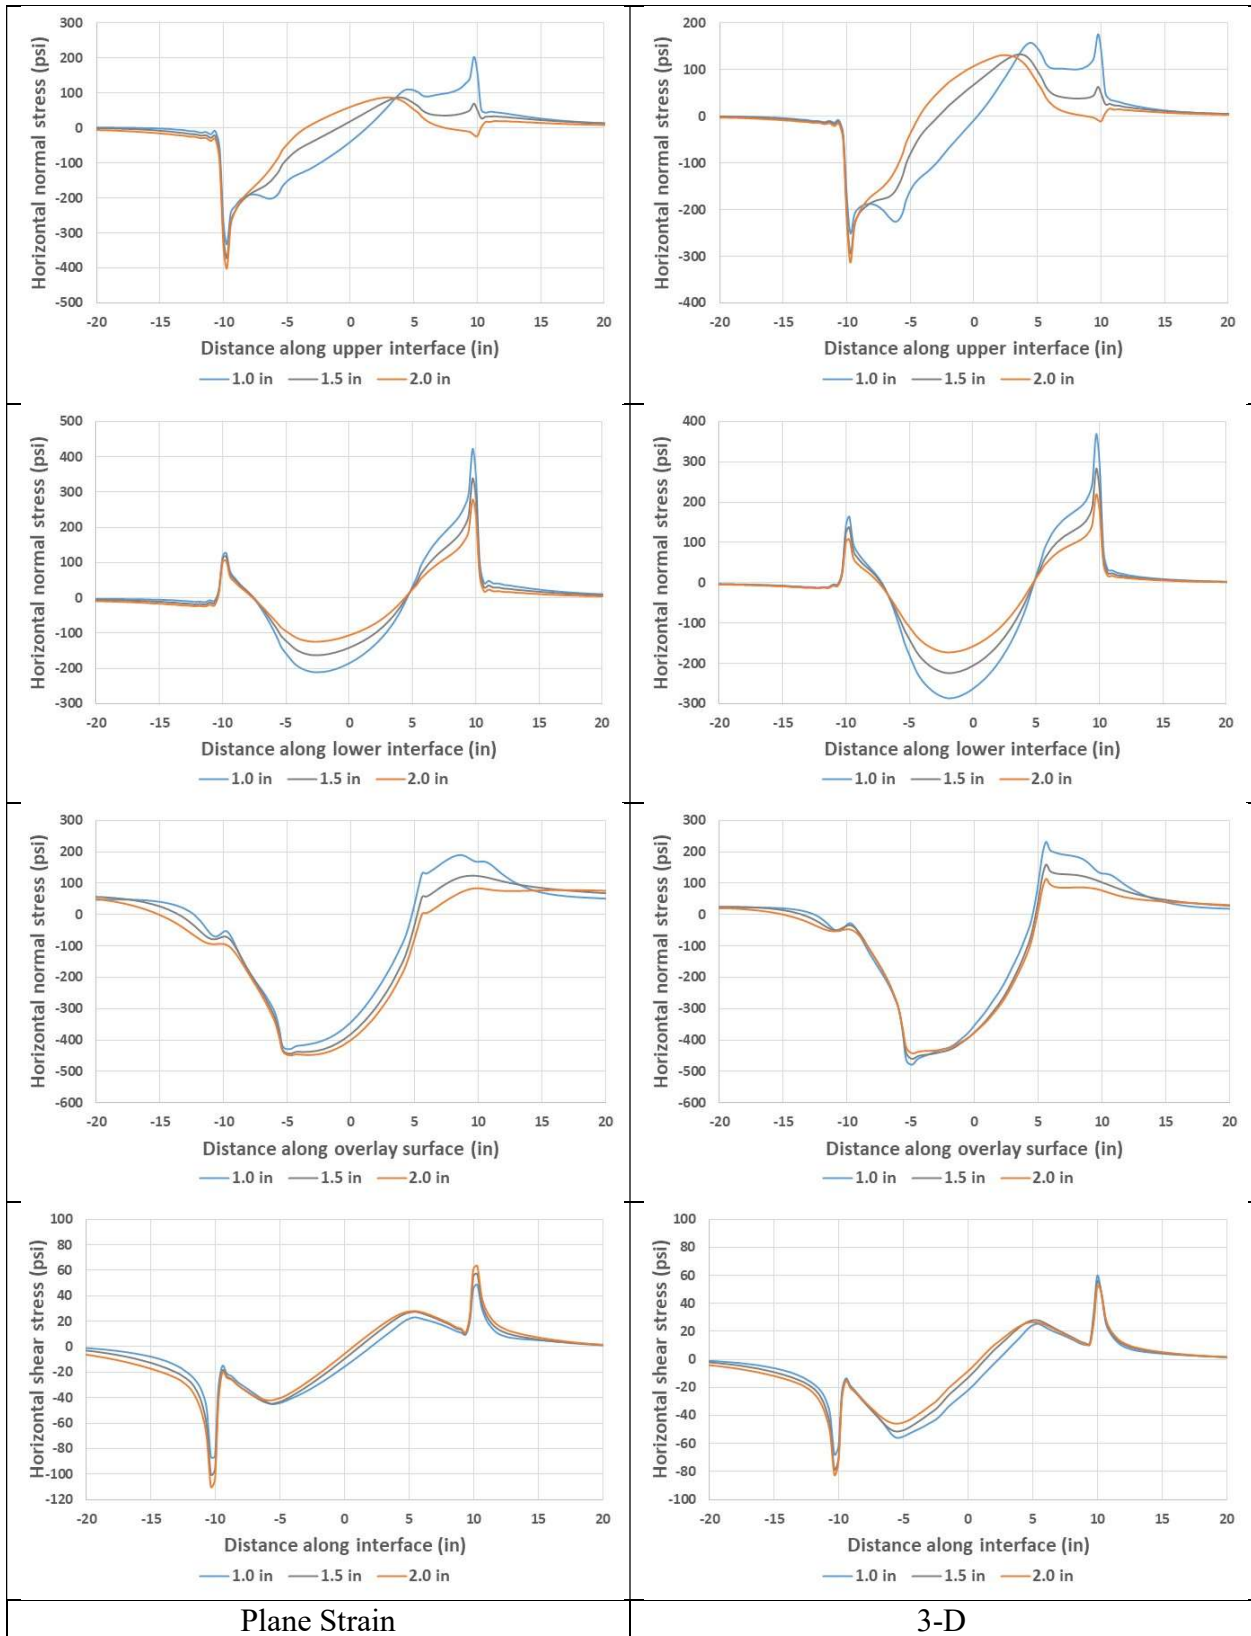 300
200
100
0
-100
-200
-300
-400
-500
Horizontal normal stress (psi)
-20 -15 -10 -5 0 5 10 15 20
Distance along upper interface (in)
1.0 in 1.5 in 2.0 in
200
100
0
-100
-200
-300
-400
Horizontal normal stress (psi)
-20 -15 -10 -5 0 5 10 15 20
Distance along upper interface (in)
1.0 in 1.5 in 2.0 in
500
400
300
200
100
0
-100
-200
-300
Horizontal normal stress (psi)
-20 -15 -10 -5 0 5 10 15 20
Distance along lower interface (in)
1.0 in 1.5 in 2.0 in
400
300
200
100
0
-100
-200
-300
Horizontal normal stress (psi)
-20 -15 -10 -5 0 5 10 15 20
Distance along lower interface (in)
1.0 in 1.5 in 2.0 in
300
200
100
0
-100
-200
-300
-400
-500
-600
Horizontal normal stress (psi)
-20 -15 -10 -5 0 5 10 15 20
Distance along overlay surface (in)
1.0 in 1.5 in 2.0 in
300
200
100
0
-100
-200
-300
-400
-500
-600
Horizontal normal stress (psi)
-20 -15 -10 -5 0 5 10 15 20
Distance along overlay surface (in)
1.0 in 1.5 in 2.0 in
100
80
60
40
20
0
-20
-40
-60
-80
-100
-120
Horizontal shear stress (psi)
-20 -15 -10 -5 0 5 10 15 20
Distance along interface (in)
1.0 in 1.5 in 2.0 in
100
80
60
40
20
0
-20
-40
-60
-80
-100
Horizontal shear stress (psi)
-20 -15 -10 -5 0 5 10 15 20
Distance along interface (in)
1.0 in 1.5 in 2.0 in
Plane Strain
3-D